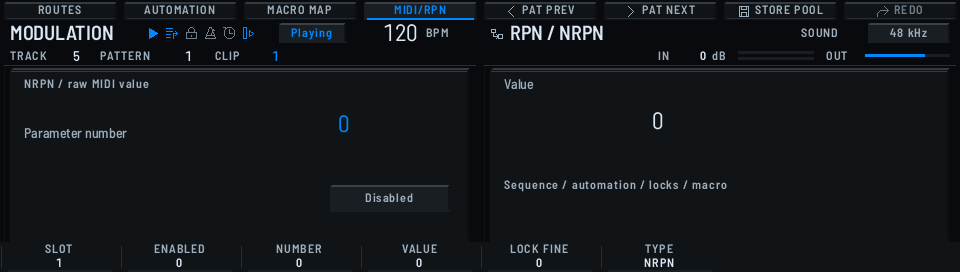 ROUTES AUTOMATION MACRO MAP MIDI/RPN PAT PREV PAT NEXT STORE POOL REDO
MODULATION Playing 120 BPM RPN / NRPN SOUND 48 kHz
TRACK 5 PATTERN 1 CLIP 1 IN 0 dB OUT
NRPN / raw MIDI value Value
Parameter number 0 0
Sequence / automation / locks / macro
Disabled
SLOT ENABLED NUMBER VALUE LOCK FINE TYPE
1 0 0 0 0 NRPN